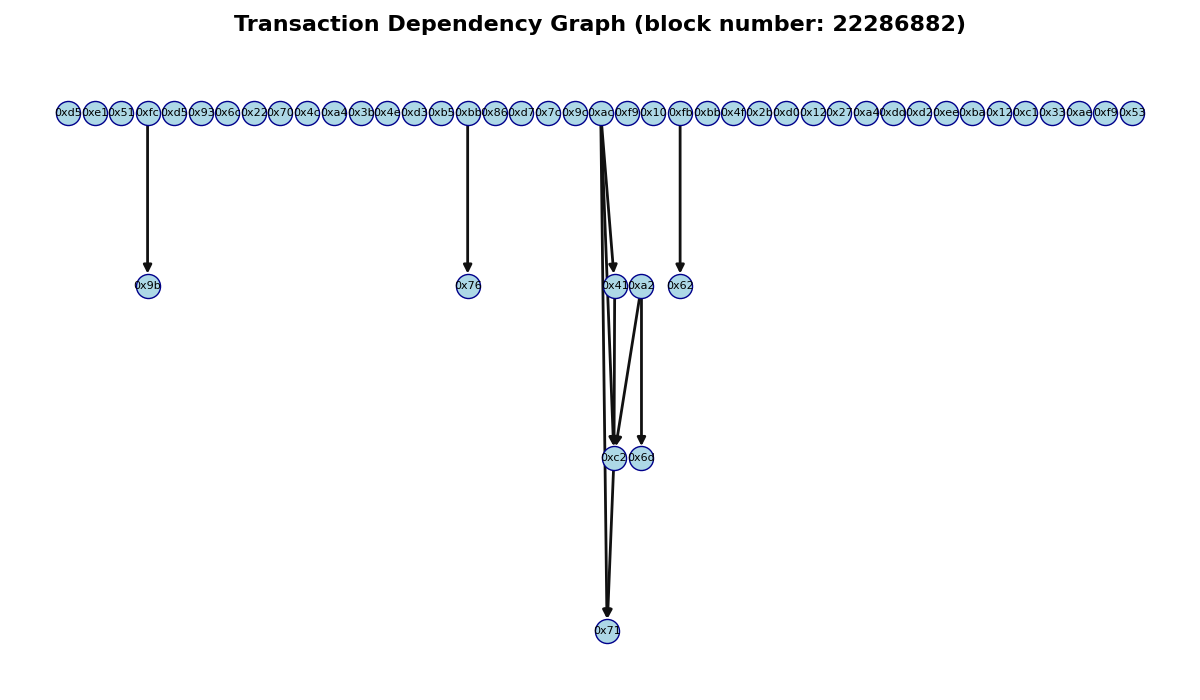 Transaction Dependency Graph (block number: 22286882)
0xd5 0xe1 0x51 0xfc 0xd5 0x93 0x6c 0x22 0x70 0x4c 0xa4 0x3b 0x4e 0xd3 0xb5 0xbb 0x86 0xd7 0x7c 0x9c 0xac 0xf9 0x10 0xfb 0xbb 0x4f 0x2b 0xd0 0x12 0x27 0xa4 0xdd 0xd2 0xee 0xba 0x12 0xc1 0x33 0xae 0xf9 0x53
0x9b 0x76 0x41 0xa2 0x62
0xc2
0x71